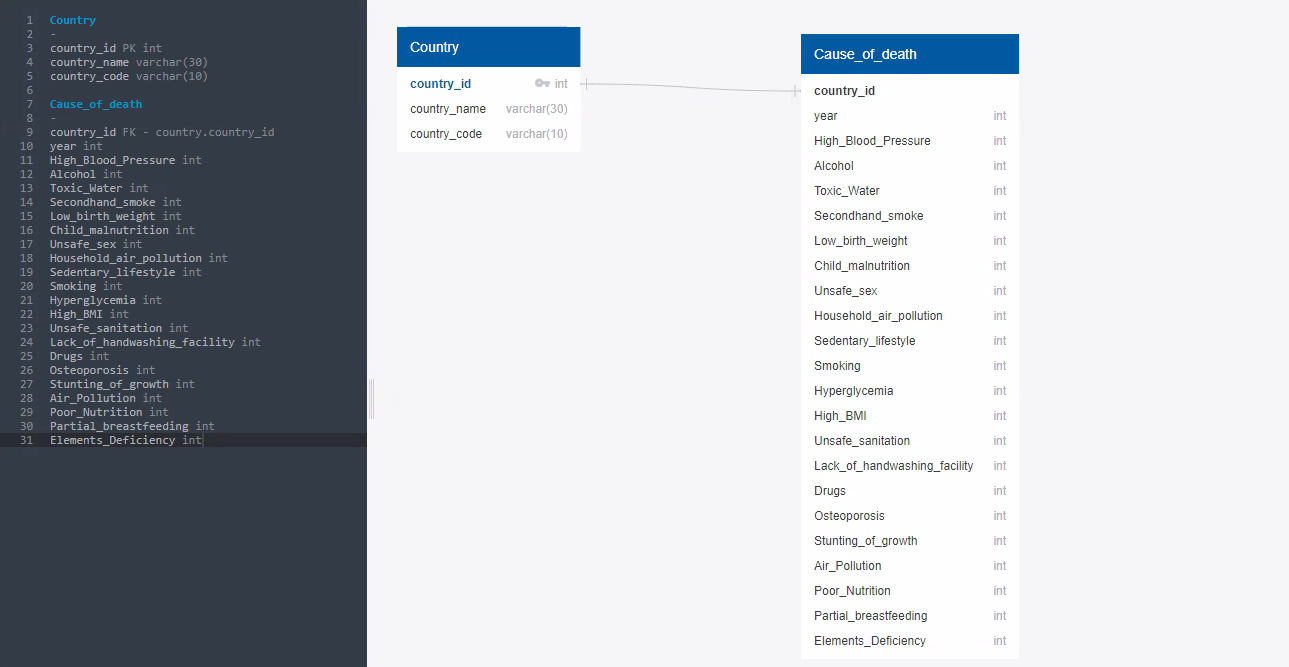 1 Country
2 -
3 country_id PK int
4 country_name varchar(30)
5 country_code varchar(10)
6
7 Cause_of_death
8 -
9 country_id FK - country.country_id
10 year int
11 High_Blood_Pressure int
12 Alcohol int
13 Toxic_Water int
14 Secondhand_smoke int
15 Low_birth_weight int
16 Child_malnutrition int
17 Unsafe_sex int
18 Household_air_pollution int
19 Sedentary_lifestyle int
20 Smoking int
21 Hyperglycemia int
22 High_BMI int
23 Unsafe_sanitation int
24 Lack_of_handwashing_facility int
25 Drugs int
26 Osteoporosis int
27 Stunting_of_growth int
28 Air_Pollution int
29 Poor_Nutrition int
30 Partial_breastfeeding int
31 Elements_Deficiency int
Country
country_id int
country_name varchar(30)
country_code varchar(10)
Cause_of_death
country_id
year int
High_Blood_Pressure int
Alcohol int
Toxic_Water int
Secondhand_smoke int
Low_birth_weight int
Child_malnutrition int
Unsafe_sex int
Household_air_pollution int
Sedentary_lifestyle int
Smoking int
Hyperglycemia int
High_BMI int
Unsafe_sanitation int
Lack_of_handwashing_facility int
Drugs int
Osteoporosis int
Stunting_of_growth int
Air_Pollution int
Poor_Nutrition int
Partial_breastfeeding int
Elements_Deficiency int